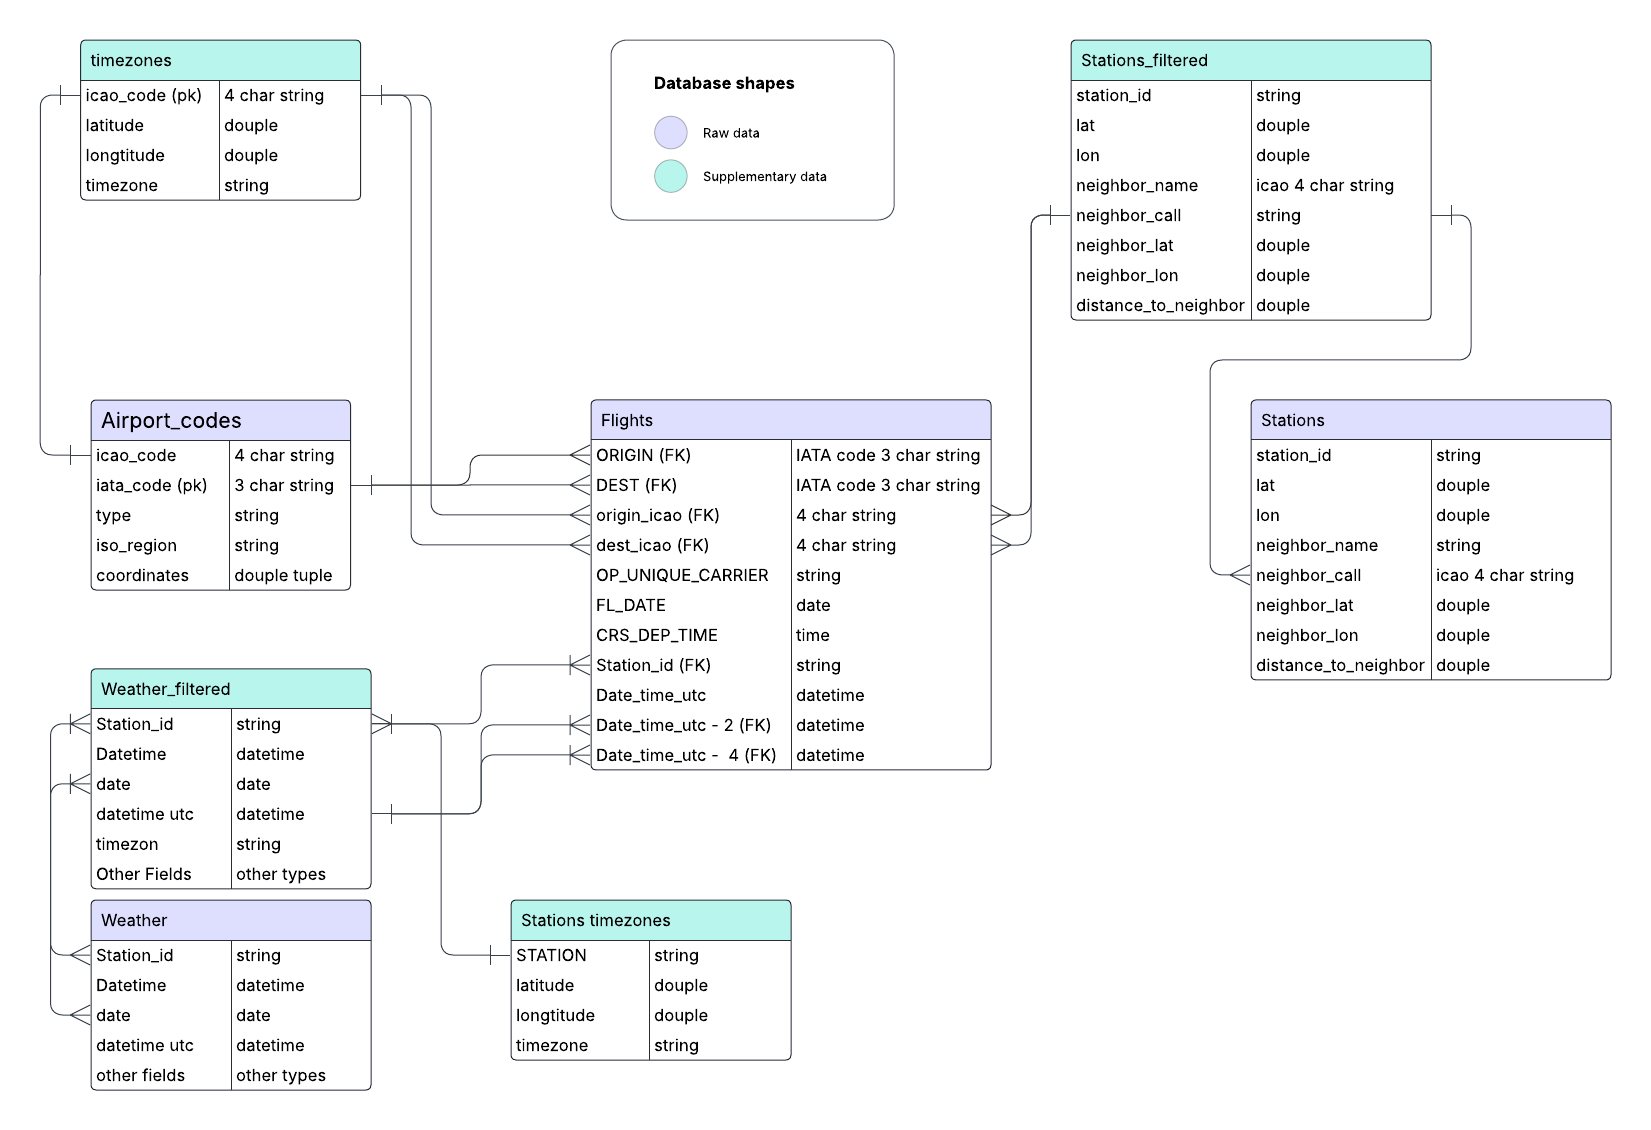 timezones
icao_code (pk) 4 char string
latitude douple
longtitude douple
timezone string
Database shapes
Raw data
Supplementary data
Stations_filtered
station_id string
lat douple
lon douple
neighbor_name icao 4 char string
neighbor_call string
neighbor_lat douple
neighbor_lon douple
distance_to_neighbor douple
Airport_codes
icao_code 4 char string
iata_code (pk) 3 char string
type string
iso_region string
coordinates douple tuple
Flights
ORIGIN (FK) IATA code 3 char string
DEST (FK) IATA code 3 char string
origin_icao (FK) 4 char string
dest_icao (FK) 4 char string
OP_UNIQUE_CARRIER string
FL_DATE date
CRS_DEP_TIME time
Station_id (FK) string
Date_time_utc datetime
Date_time_utc - 2 (FK) datetime
Date_time_utc - 4 (FK) datetime
Stations
station_id string
lat douple
lon douple
neighbor_name string
neighbor_call icao 4 char string
neighbor_lat douple
neighbor_lon douple
distance_to_neighbor douple
Weather_filtered
Station_id string
Datetime datetime
date date
datetime utc datetime
timezon string
Other Fields other types
Weather
Station_id string
Datetime datetime
date date
datetime utc datetime
other fields other types
Stations timezones
STATION string
latitude douple
longtitude douple
timezone string